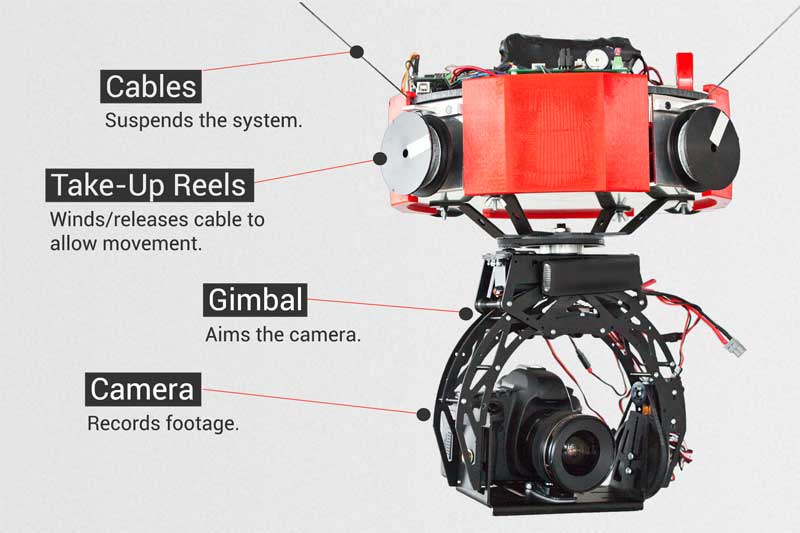 Cables
Suspends the system.
Take-Up Reels
Winds/releases cable to
allow movement.
Gimbal
Aims the camera.
Camera
Records footage.